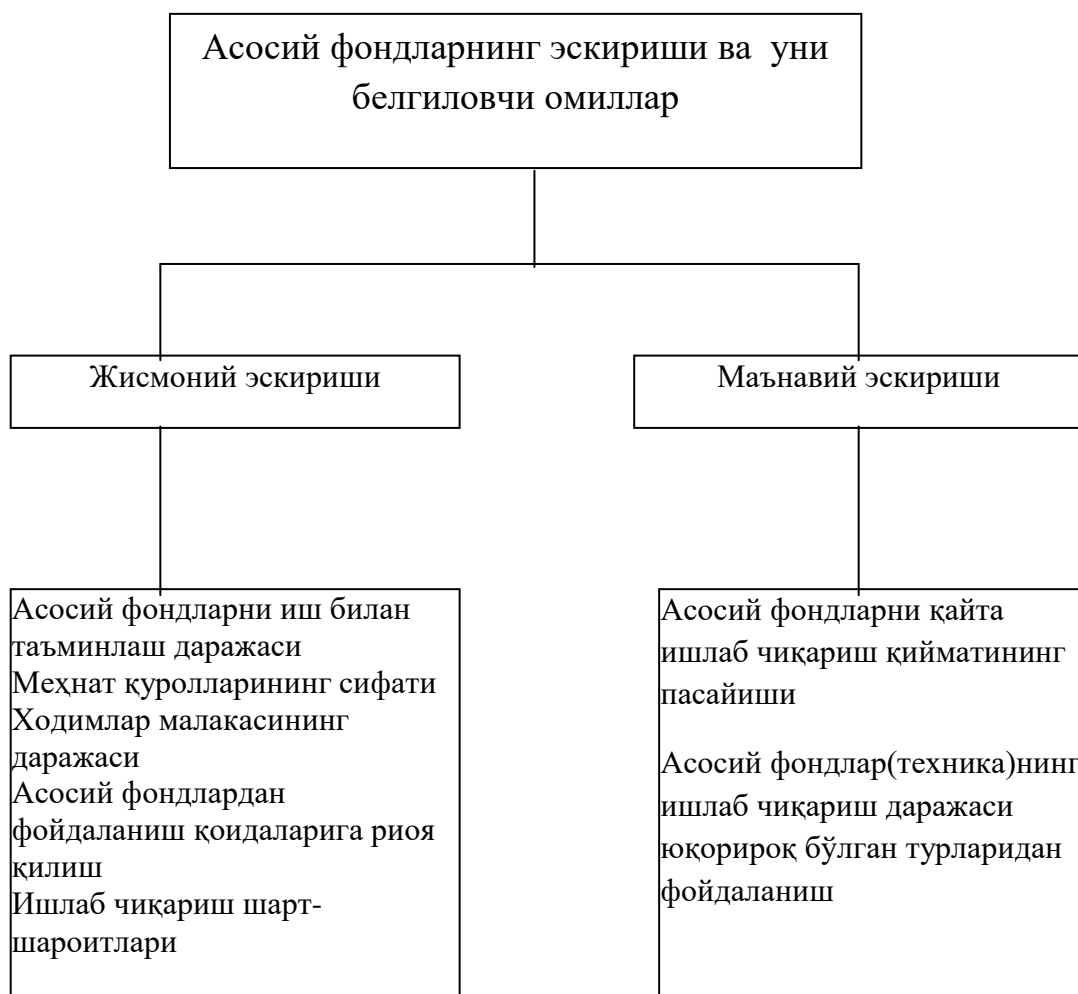 Асосий фондларнинг эскириши ва уни
белгиловчи омиллар
Жисмоний эскириши
Маънавий эскириши
Асосий фондларни иш билан
таъминлаш даражаси
Меҳнат қуролларининг сифати
Ходимлар малакасининг
даражаси
Асосий фондлардан
фойдаланиш қоидаларига риоя
қилиш
Ишлаб чиқариш шарт-
шароитлари
Асосий фондларни қайта
ишлаб чиқариш қийматининг
пасайиши
Асосий фондлар(техника)нинг
ишлаб чиқариш даражаси
юқорироқ бўлган турларидан
фойдаланиш